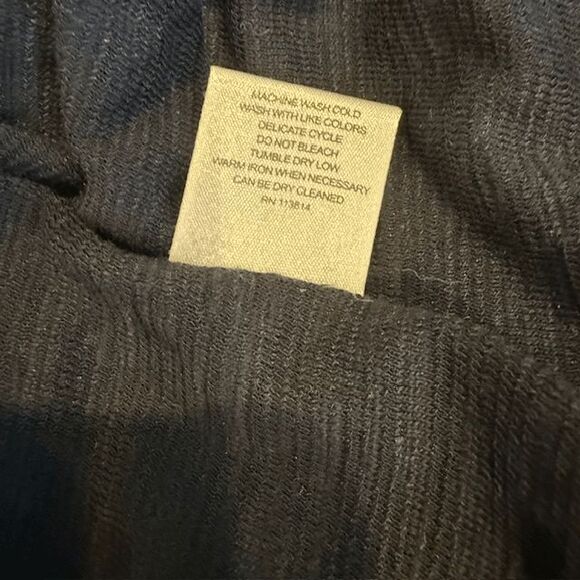 MACHINE WASH COLD
WASH WITH LIKE COLORS
DELICATE CYCLE
DO NOT BLEACH
TUMBLE DRY LOW
WARM IRON WHEN NECESSARY
CAN BE DRY CLEANED
RN 113814